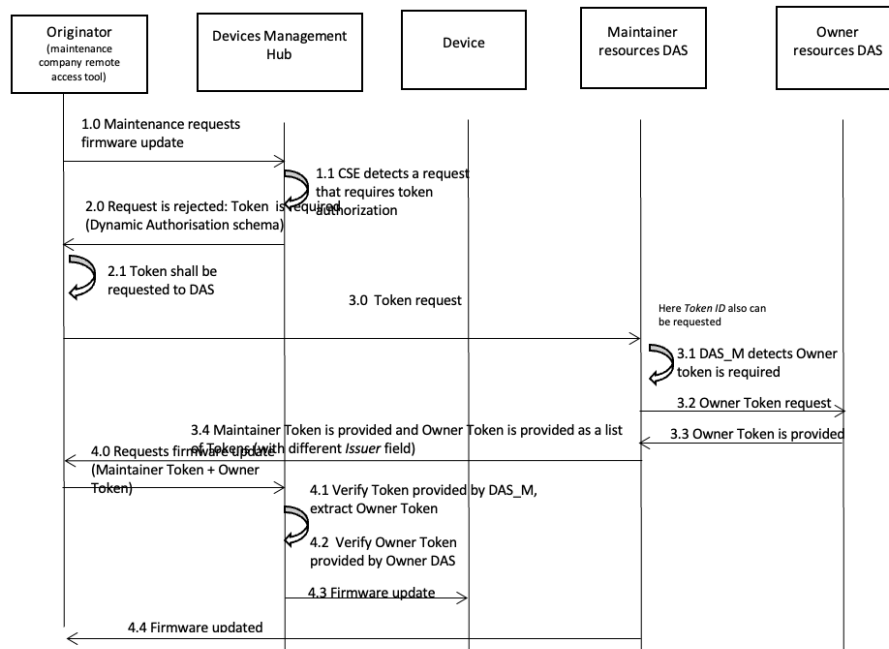 Originator
(maintenance
company remote
access tool)
Devices Management
Hub
Device
Maintainer
resources DAS
Owner
resources DAS
1.0 Maintenance requests
firmware update
1.1 CSE detects a request
that requires token
authorization
2.0 Request is rejected: Token is required
(Dynamic Authorisation schema)
2.1 Token shall be
requested to DAS
3.0 Token request
Here Token ID also can
be requested
3.1 DAS_M detects Owner
token is required
3.2 Owner Token request
3.3 Owner Token is provided
3.4 Maintainer Token is provided and Owner Token is provided as a list
of Tokens (with different Issuer field)
4.0 Requests firmware update
(Maintainer Token + Owner
Token)
4.1 Verify Token provided by DAS_M,
extract Owner Token
4.2 Verify Owner Token
provided by Owner DAS
4.3 Firmware update
4.4 Firmware updated